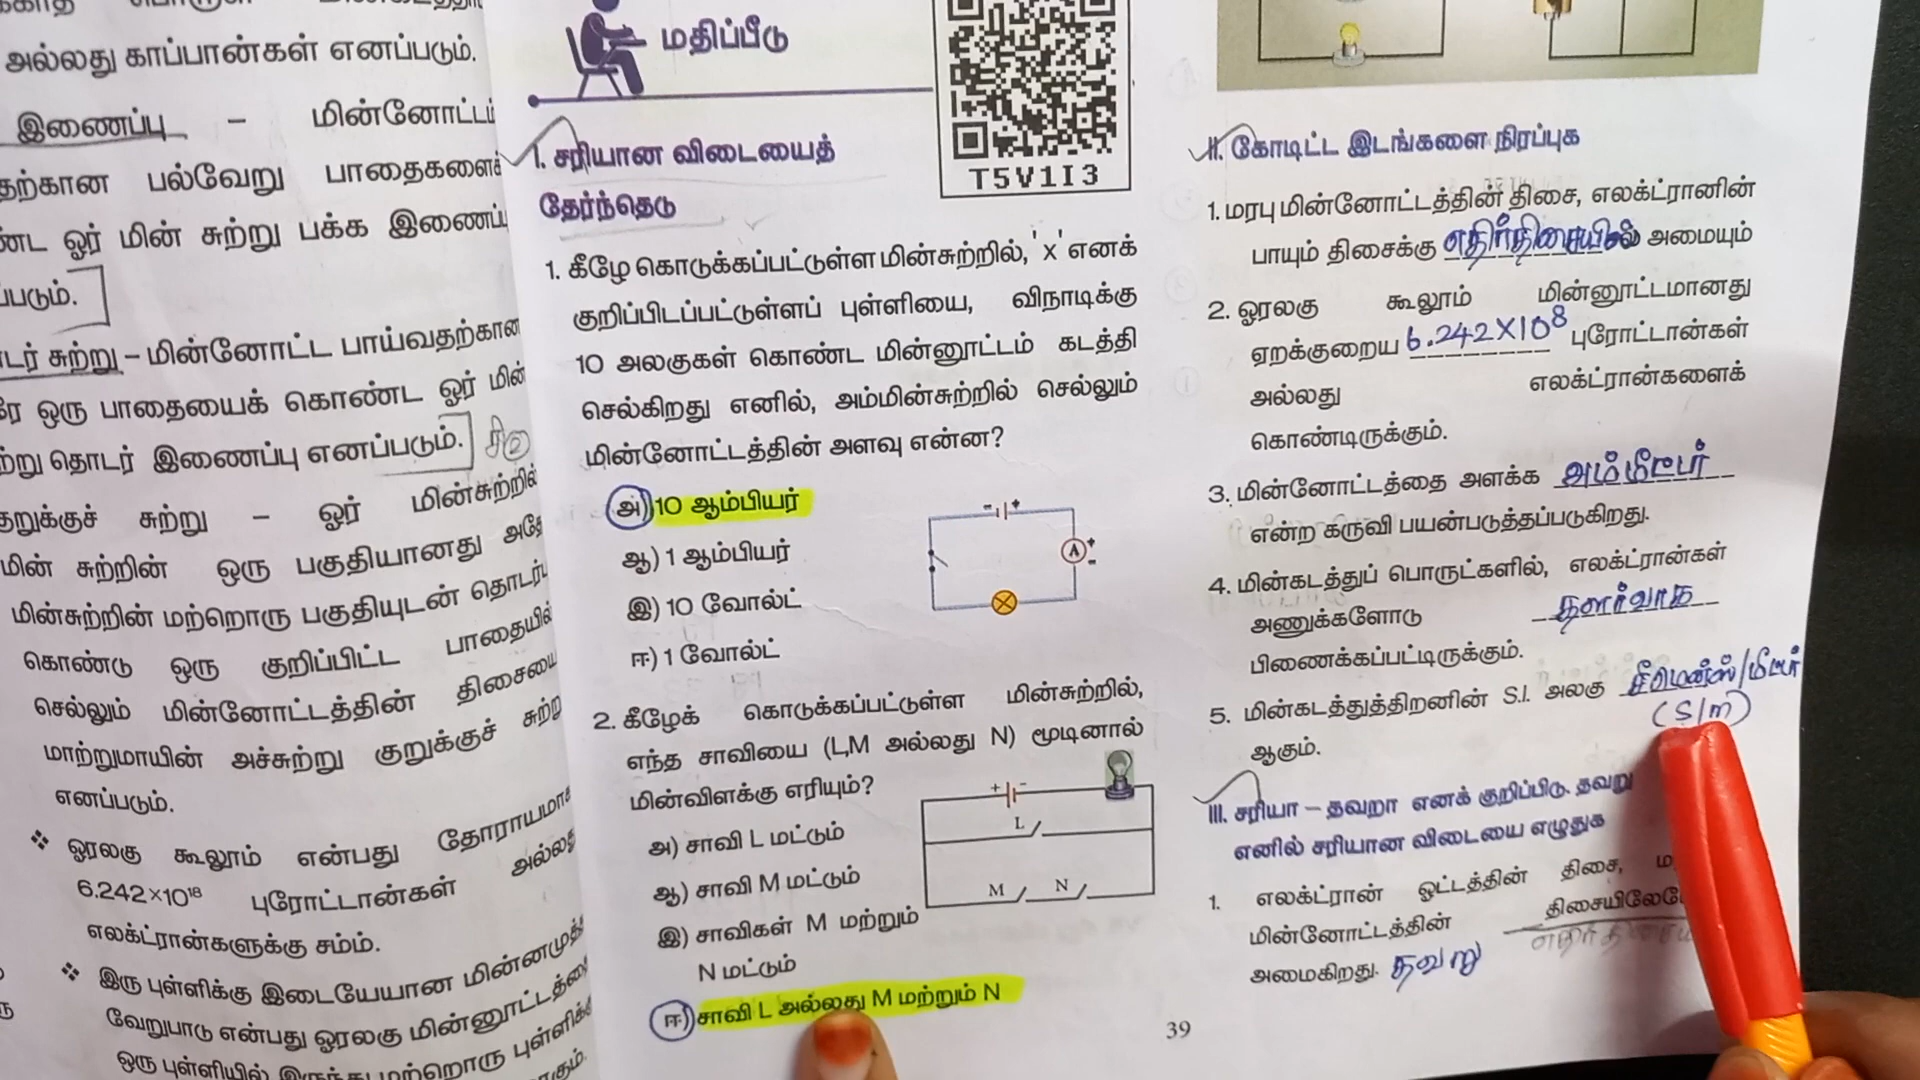 அல்லது காப்பான்கள் எனப்படும்.
இணைப்பு – மின்னோட்டம்
பல்வேறு பாதைகளைக்
ஓர் மின் சுற்று பக்க இணைப்பு
சுற்று – மின்னோட்ட பாய்வதற்கான
ஒரு பாதையைக் கொண்ட ஓர் மின்
தொடர் இணைப்பு எனப்படும்.
சுற்று – ஓர் மின்சுற்றில்
மின் சுற்றின் ஒரு பகுதியானது அதே
மின்சுற்றின் மற்றொரு பகுதியுடன்
கொண்டு ஒரு குறிப்பிட்ட பாதையில்
செல்லும் மின்னோட்டத்தின் திசையை
மாற்றுமாயின் அச்சுற்று குறுக்குச் சுற்று
எனப்படும்.
❖ ஓரலகு கூலூம் என்பது தோராயமாக
6.242×10¹⁸ புரோட்டான்கள் அல்லது
எலக்ட்ரான்களுக்கு சமம்.
❖ இரு புள்ளிக்கு இடையேயான மின்னழுத்த
வேறுபாடு என்பது ஓரலகு மின்னூட்டத்தை
ஒரு புள்ளியில் இருந்து மற்றொரு புள்ளிக்கு
மதிப்பீடு
T5V1I3
I. சரியான விடையைத்
தேர்ந்தெடு
1. கீழே கொடுக்கப்பட்டுள்ள மின்சுற்றில், 'x' எனக்
குறிப்பிடப்பட்டுள்ளப் புள்ளியை, விநாடிக்கு
10 அலகுகள் கொண்ட மின்னூட்டம் கடத்தி
செல்கிறது எனில், அம்மின்சுற்றில் செல்லும்
மின்னோட்டத்தின் அளவு என்ன?
அ) 10 ஆம்பியர்
ஆ) 1 ஆம்பியர்
இ) 10 வோல்ட்
ஈ) 1 வோல்ட்
- +
A
+
-
2. கீழேக் கொடுக்கப்பட்டுள்ள மின்சுற்றில்,
எந்த சாவியை (L,M அல்லது N) மூடினால்
மின்விளக்கு எரியும்?
அ) சாவி L மட்டும்
ஆ) சாவி M மட்டும்
இ) சாவிகள் M மற்றும்
N மட்டும்
ஈ) சாவி L அல்லது M மற்றும் N
+ -
L
M N
II. கோடிட்ட இடங்களை நிரப்புக
1. மரபு மின்னோட்டத்தின் திசை, எலக்ட்ரானின்
பாயும் திசைக்கு எதிர்திசையில் அமையும்
2. ஓரலகு கூலூம் மின்னூட்டமானது
ஏறக்குறைய 6.242×10⁸ புரோட்டான்கள்
அல்லது எலக்ட்ரான்களைக்
கொண்டிருக்கும்.
3. மின்னோட்டத்தை அளக்க அம்மீட்டர்
என்ற கருவி பயன்படுத்தப்படுகிறது.
4. மின்கடத்துப் பொருட்களில், எலக்ட்ரான்கள்
அணுக்களோடு தளர்வாக
பிணைக்கப்பட்டிருக்கும்.
5. மின்கடத்துத்திறனின் S.I. அலகு சீமென்ஸ்/மீட்டர்
(S/m)
ஆகும்.
III. சரியா – தவறா எனக் குறிப்பிடு. தவறு
எனில் சரியான விடையை எழுதுக
1. எலக்ட்ரான் ஓட்டத்தின் திசை,
மின்னோட்டத்தின்
அமைகிறது. தவறு
39